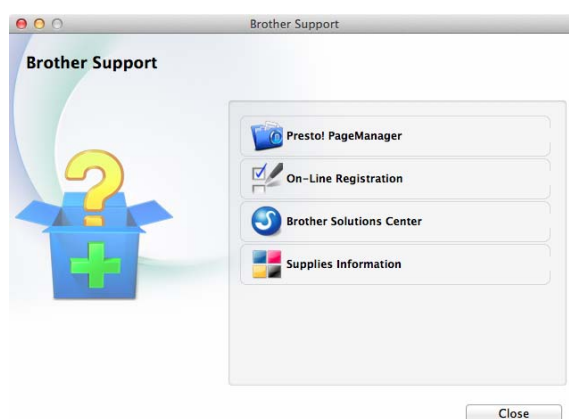 Brother Support
Brother Support
Presto! PageManager
On-Line Registration
Brother Solutions Center
Supplies Information
Close